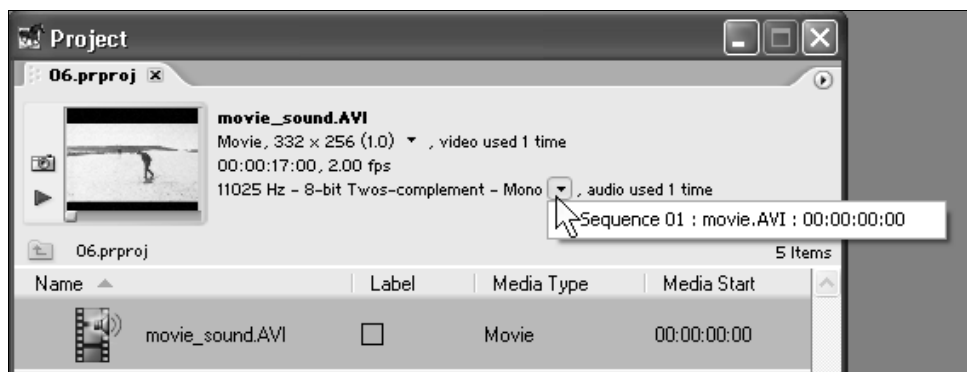 Project
06.prproj
movie_sound.AVI
Movie, 332 × 256 (1.0) , video used 1 time
00:00:17:00, 2.00 fps
11025 Hz - 8-bit Twos-complement - Mono , audio used 1 time
Sequence 01 : movie.AVI : 00:00:00:00
06.prproj 5 Items
Name Label Media Type Media Start
movie_sound.AVI Movie 00:00:00:00